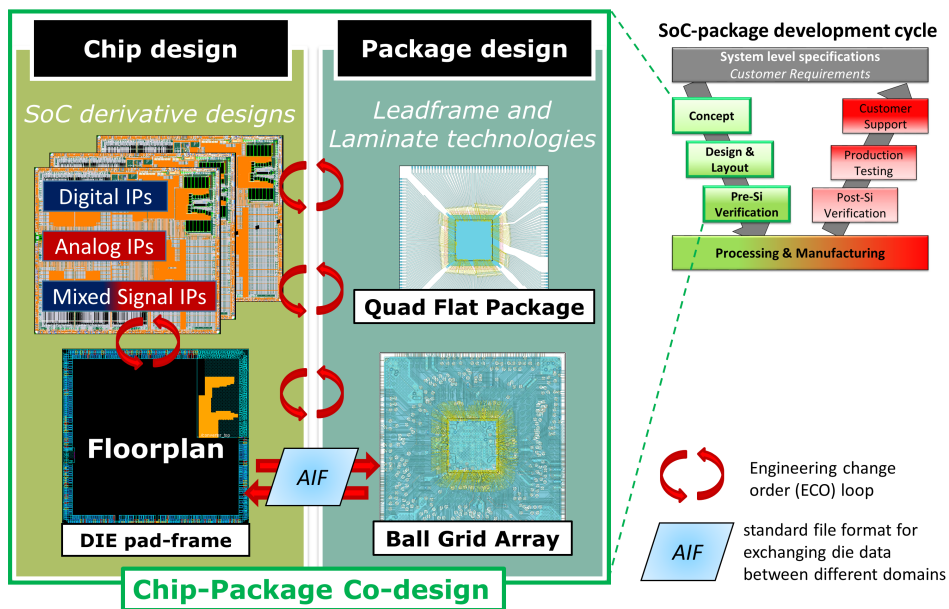 Chip design
SoC derivative designs
Digital IPs
Analog IPs
Mixed Signal IPs
Floorplan
DIE pad-frame
Package design
Leadframe and
Laminate technologies
Quad Flat Package
AIF
Ball Grid Array
Chip-Package Co-design
SoC-package development cycle
System level specifications
Customer Requirements
Concept
Design &
Layout
Pre-Si
Verification
Customer
Support
Production
Testing
Post-Si
Verification
Processing & Manufacturing
Engineering change
order (ECO) loop
AIF
standard file format for
exchanging die data
between different domains